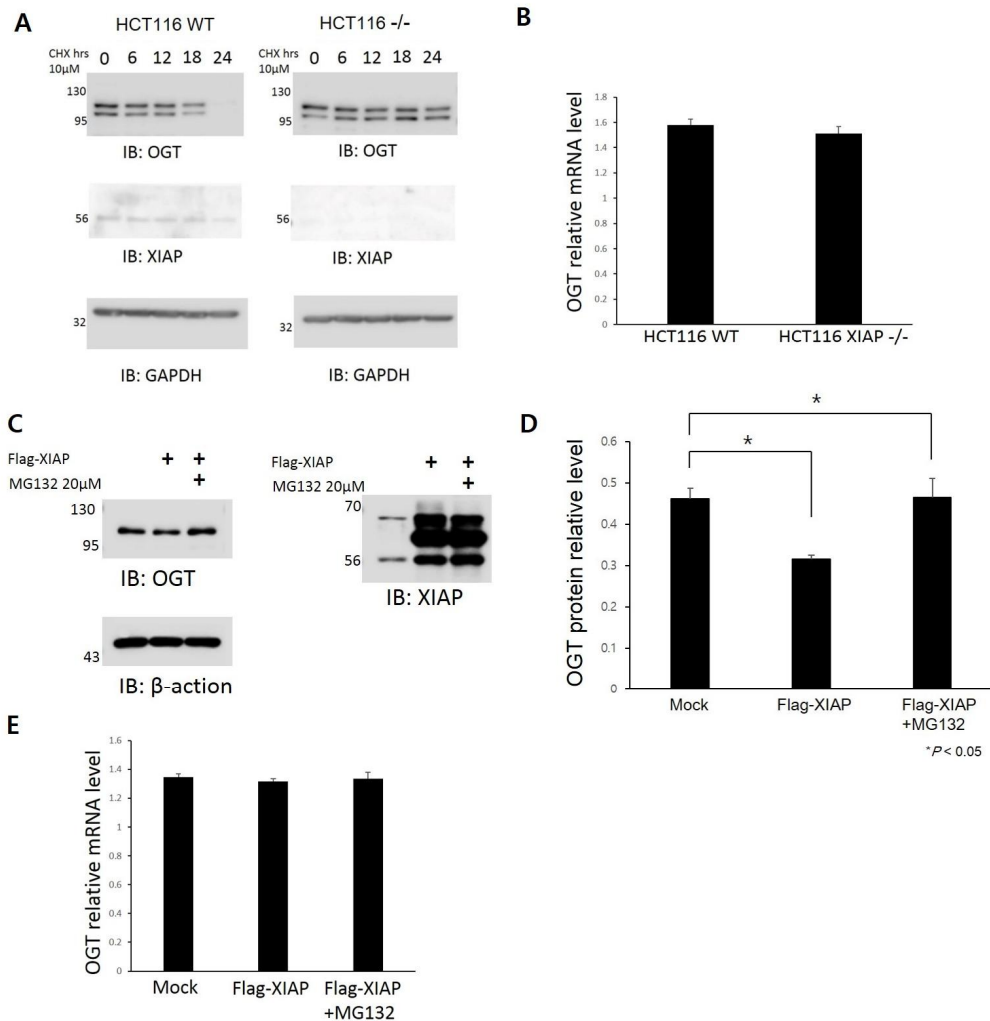 A
HCT116 WT
HCT116 -/-
CHX hrs
10µM
0 6 12 18 24
CHX hrs
10µM
0 6 12 18 24
130
95
IB: OGT
130
95
IB: OGT
56
IB: XIAP
56
IB: XIAP
32
IB: GAPDH
32
IB: GAPDH
B
OGT relative mRNA level
1.8
1.6
1.4
1.2
1
0.8
0.6
0.4
0.2
0
HCT116 WT
HCT116 XIAP -/-
C
Flag-XIAP + +
MG132 20µM +
130
95
IB: OGT
43
IB: β-action
Flag-XIAP + +
MG132 20µM +
70
56
IB: XIAP
D
OGT protein relative level
0.6
0.5
0.4
0.3
0.2
0.1
0
*
*
Mock
Flag-XIAP
Flag-XIAP
+MG132
*P < 0.05
E
OGT relative mRNA level
1.6
1.4
1.2
1
0.8
0.6
0.4
0.2
0
Mock
Flag-XIAP
Flag-XIAP
+MG132